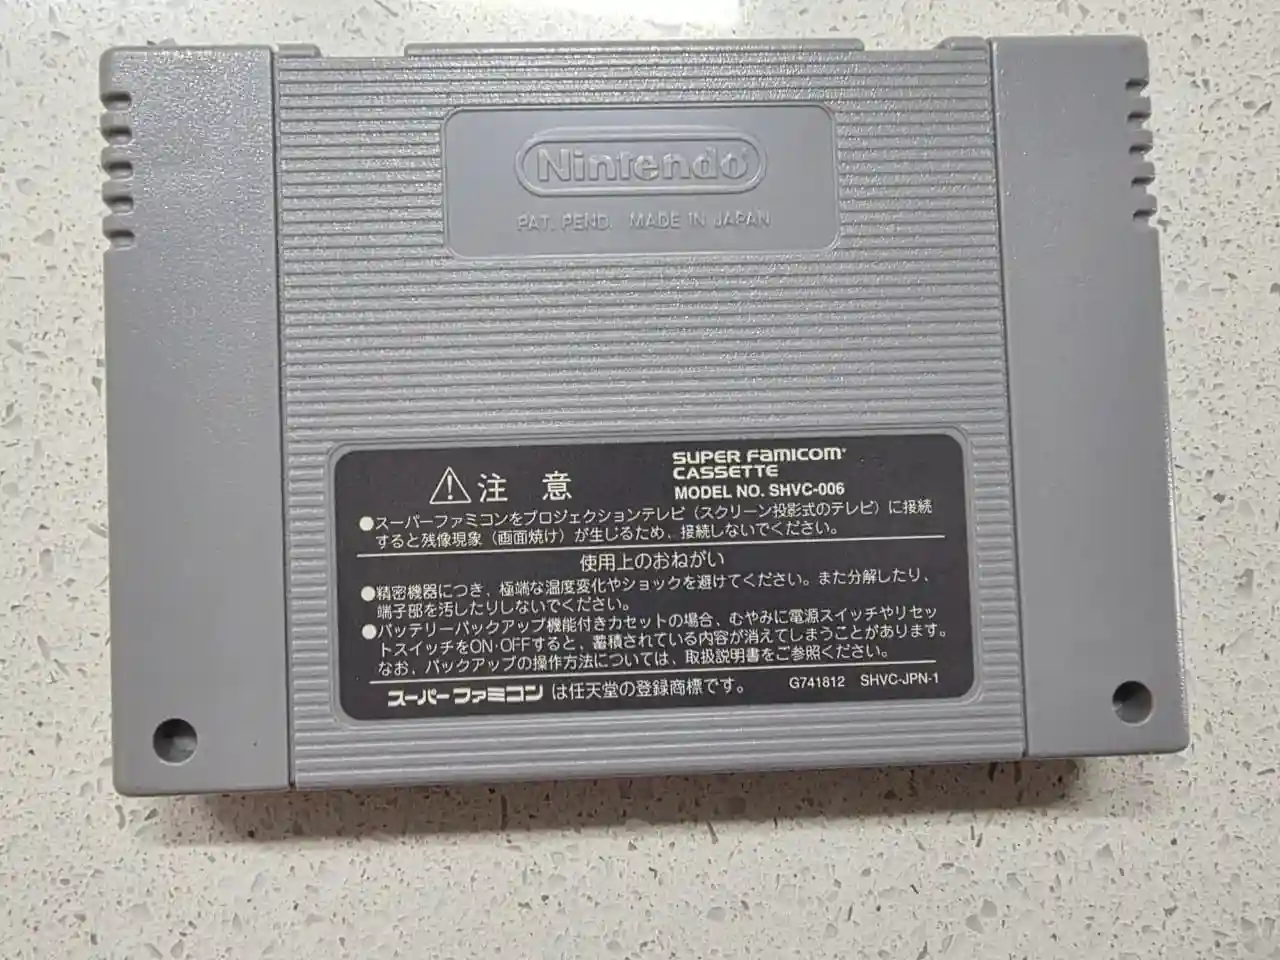 Nintendo
PAT. PEND. MADE IN JAPAN
注意
SUPER FAMICOM
CASSETTE
MODEL NO. SHVC-006
●スーパーファミコンをプロジェクションテレビ（スクリーン投影式のテレビ）に接続
すると残像現象（画面焼け）が生じるため、接続しないでください。
使用上のおねがい
●精密機器につき、極端な温度変化やショックを避けてください。また分解したり、
端子部を汚したりしないでください。
●バッテリーバックアップ機能付きカセットの場合、むやみに電源スイッチやリセッ
トスイッチをON・OFFすると、蓄積されている内容が消えてしまうことがあります。
なお、バックアップの操作方法については、取扱説明書をご参照ください。
スーパーファミコンは任天堂の登録商標です。 G741812 SHVC-JPN-1